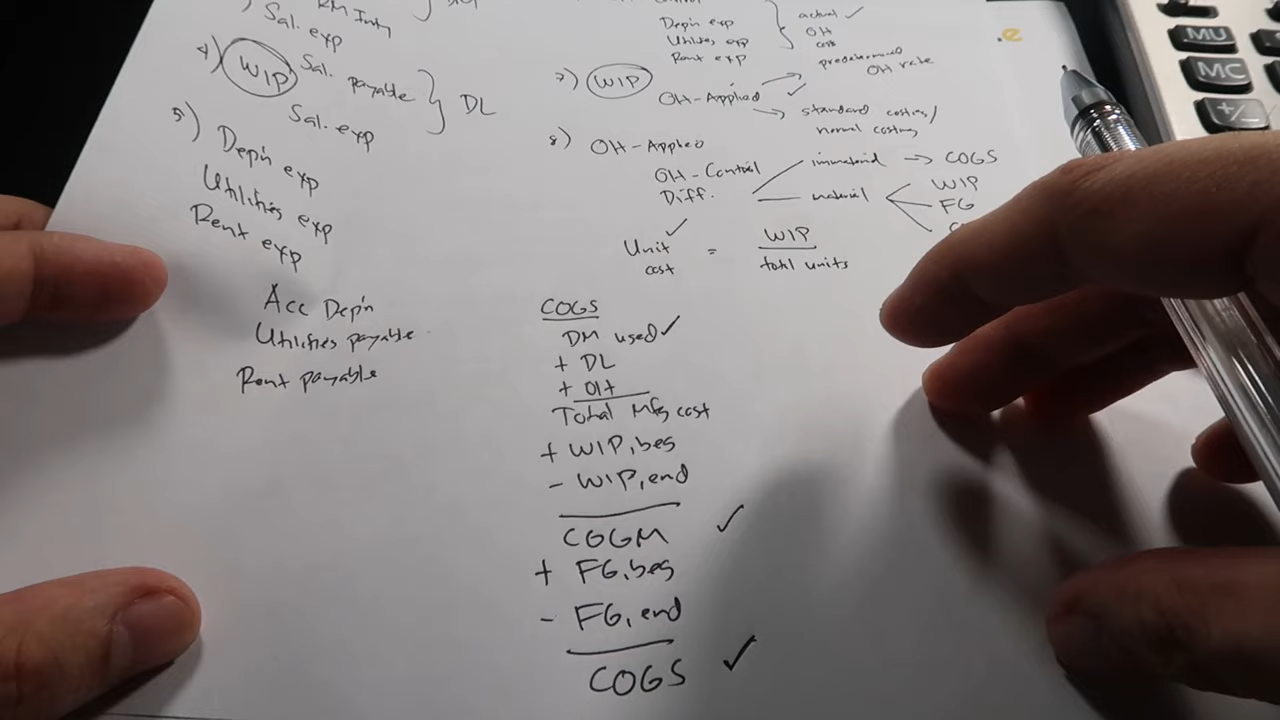 RM Inty
Sal. exp
4) WIP
Sal. payable
DL
Sal. exp
5) Dep'n exp
Utilities exp
Rent exp
Acc Dep'n
Utilities payable
Rent payable
Dep'n exp
Utilities exp
Rent exp
actual ✓
OH
cost
7) WIP
OH-Applied
predetermined
OH rate
✓
standard costing/
normal costing
8) OH-Applied
OH-Control
Diff.
immaterial → COGS
material
WIP
FG
Unit cost ✓ = WIP / total units
COGS
DM used ✓
+ DL
+ OH
Total Mfg cost
+ WIP, beg
- WIP, end
COGM ✓
+ FG, beg
- FG, end
COGS ✓
.e
MU
MC
+/-